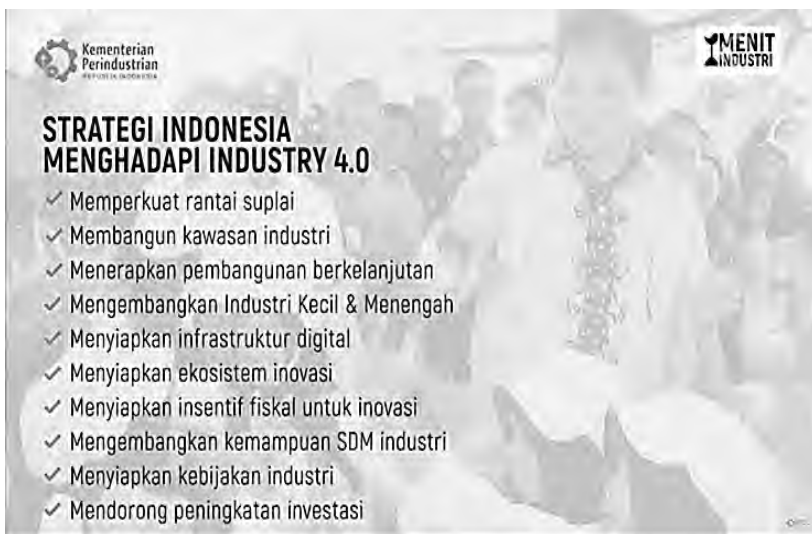 Kementerian
Perindustrian
REPUBLIK INDONESIA
MENIT
INDUSTRI
STRATEGI INDONESIA
MENGHADAPI INDUSTRY 4.0
Memperkuat rantai suplai
Membangun kawasan industri
Menerapkan pembangunan berkelanjutan
Mengembangkan Industri Kecil & Menengah
Menyiapkan infrastruktur digital
Menyiapkan ekosistem inovasi
Menyiapkan insentif fiskal untuk inovasi
Mengembangkan kemampuan SDM industri
Menyiapkan kebijakan industri
Mendorong peningkatan investasi